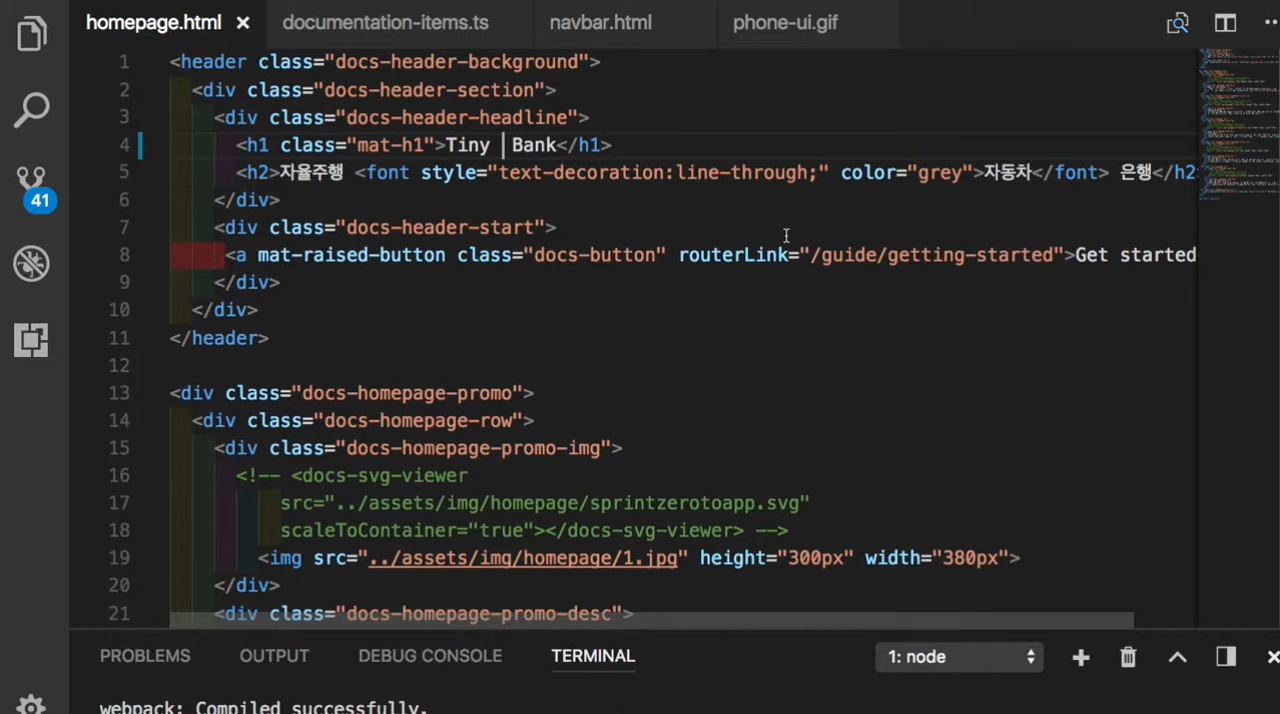 homepage.html × documentation-items.ts navbar.html phone-ui.gif
1 <header class="docs-header-background">
2 <div class="docs-header-section">
3 <div class="docs-header-headline">
4 <h1 class="mat-h1">Tiny  Bank</h1>
5 <h2>자율주행 <font style="text-decoration:line-through;" color="grey">자동차</font> 은행</h2
6 </div>
7 <div class="docs-header-start">
8 <a mat-raised-button class="docs-button" routerLink="/guide/getting-started">Get started
9 </div>
10 </div>
11 </header>
12
13 <div class="docs-homepage-promo">
14 <div class="docs-homepage-row">
15 <div class="docs-homepage-promo-img">
16 <!-- <docs-svg-viewer
17 src="../assets/img/homepage/sprintzerotoapp.svg"
18 scaleToContainer="true"></docs-svg-viewer> -->
19 <img src="../assets/img/homepage/1.jpg" height="300px" width="380px">
20 </div>
21 <div class="docs-homepage-promo-desc">
41
PROBLEMS OUTPUT DEBUG CONSOLE TERMINAL 1: node
webpack: Compiled successfully.